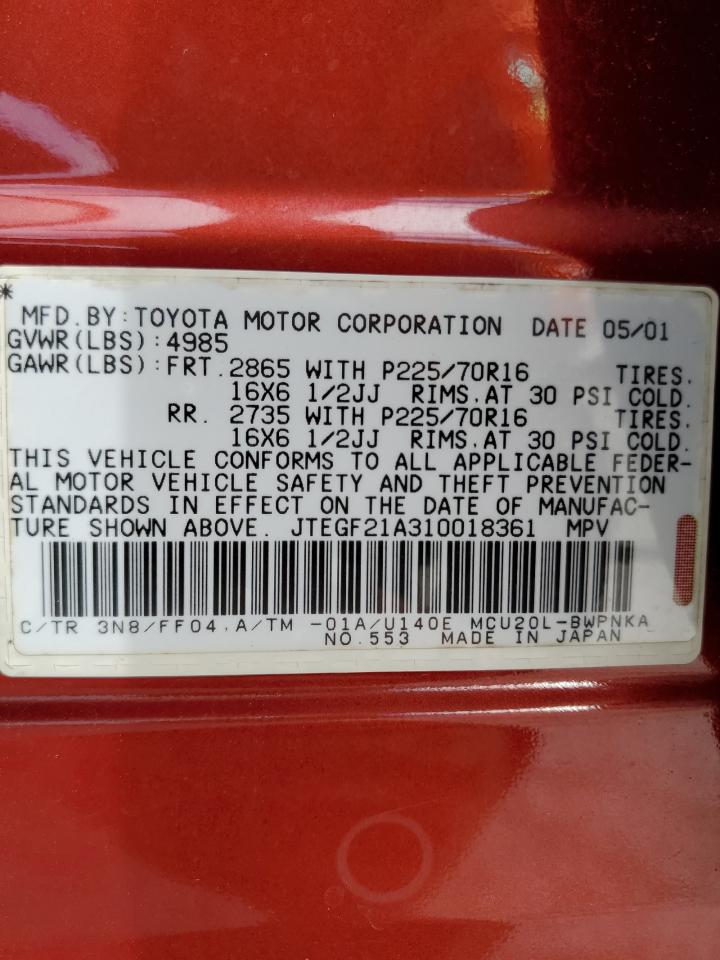 *
MFD.BY:TOYOTA MOTOR CORPORATION DATE 05/01
GVWR(LBS):4985
GAWR(LBS):FRT.2865 WITH P225/70R16 TIRES.
16X6 1/2JJ RIMS.AT 30 PSI COLD.
RR. 2735 WITH P225/70R16 TIRES.
16X6 1/2JJ RIMS.AT 30 PSI COLD.
THIS VEHICLE CONFORMS TO ALL APPLICABLE FEDER-
AL MOTOR VEHICLE SAFETY AND THEFT PREVENTION
STANDARDS IN EFFECT ON THE DATE OF MANUFAC-
TURE SHOWN ABOVE. JTEGF21A310018361 MPV
C/TR 3N8/FF04,A/TM -01A/U140E MCU20L-BWPNKA
NO.553 MADE IN JAPAN